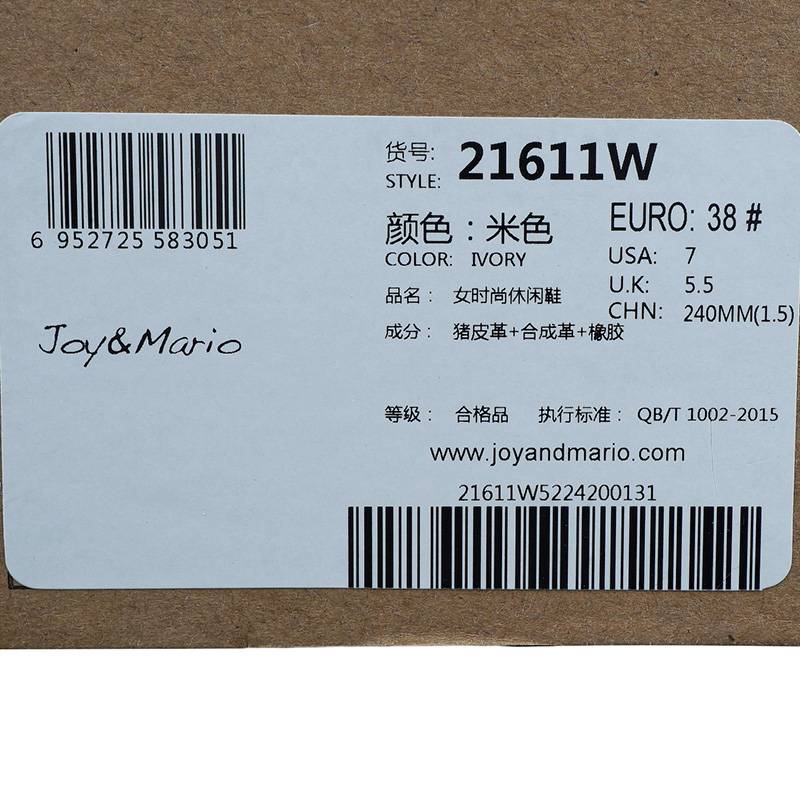 6 952725 583051
Joy&Mario
货号: 21611W
STYLE:
颜色：米色
COLOR: IVORY
EURO: 38#
USA: 7
U.K: 5.5
CHN: 240MM(1.5)
品名： 女时尚休闲鞋
成分： 猪皮革+合成革+橡胶
等级： 合格品 执行标准： QB/T 1002-2015
www.joyandmario.com
21611W5224200131